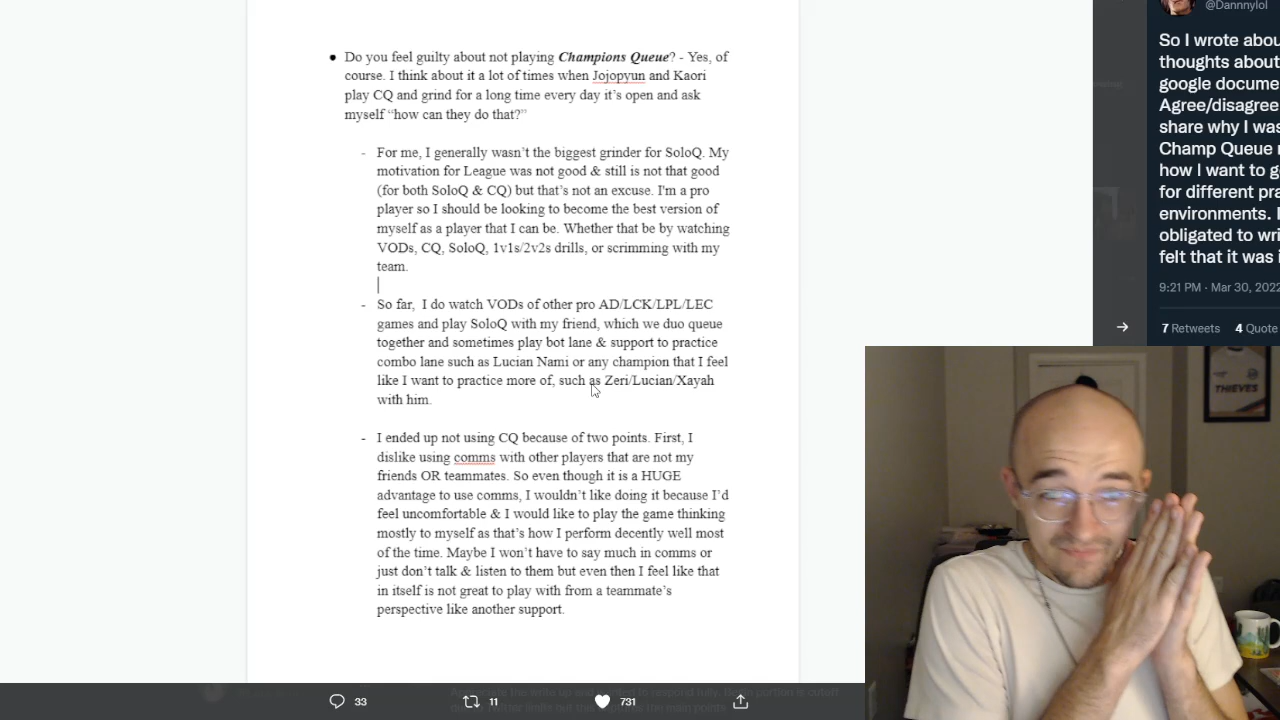 ● Do you feel guilty about not playing Champions Queue? - Yes, of
course. I think about it a lot of times when Jojopyun and Kaori
play CQ and grind for a long time every day it's open and ask
myself "how can they do that?"
- For me, I generally wasn't the biggest grinder for SoloQ. My
motivation for League was not good & still is not that good
(for both SoloQ & CQ) but that's not an excuse. I'm a pro
player so I should be looking to become the best version of
myself as a player that I can be. Whether that be by watching
VODs, CQ, SoloQ, 1v1s/2v2s drills, or scrimming with my
team.
- So far,  I do watch VODs of other pro AD/LCK/LPL/LEC
games and play SoloQ with my friend, which we duo queue
together and sometimes play bot lane & support to practice
combo lane such as Lucian Nami or any champion that I feel
like I want to practice more of, such as Zeri/Lucian/Xayah
with him.
- I ended up not using CQ because of two points. First, I
dislike using comms with other players that are not my
friends OR teammates. So even though it is a HUGE
advantage to use comms, I wouldn't like doing it because I'd
feel uncomfortable & I would like to play the game thinking
mostly to myself as that's how I perform decently well most
of the time. Maybe I won't have to say much in comms or
just don't talk & listen to them but even then I feel like that
in itself is not great to play with from a teammate's
perspective like another support.
33 11 731
@Dannnylol
So I wrote abou
thoughts about
google docume
Agree/disagree
share why I was
Champ Queue
how I want to g
for different pra
environments. I
obligated to wri
felt that it was i
9:21 PM · Mar 30, 2022
7 Retweets 4 Quote
THIEVES